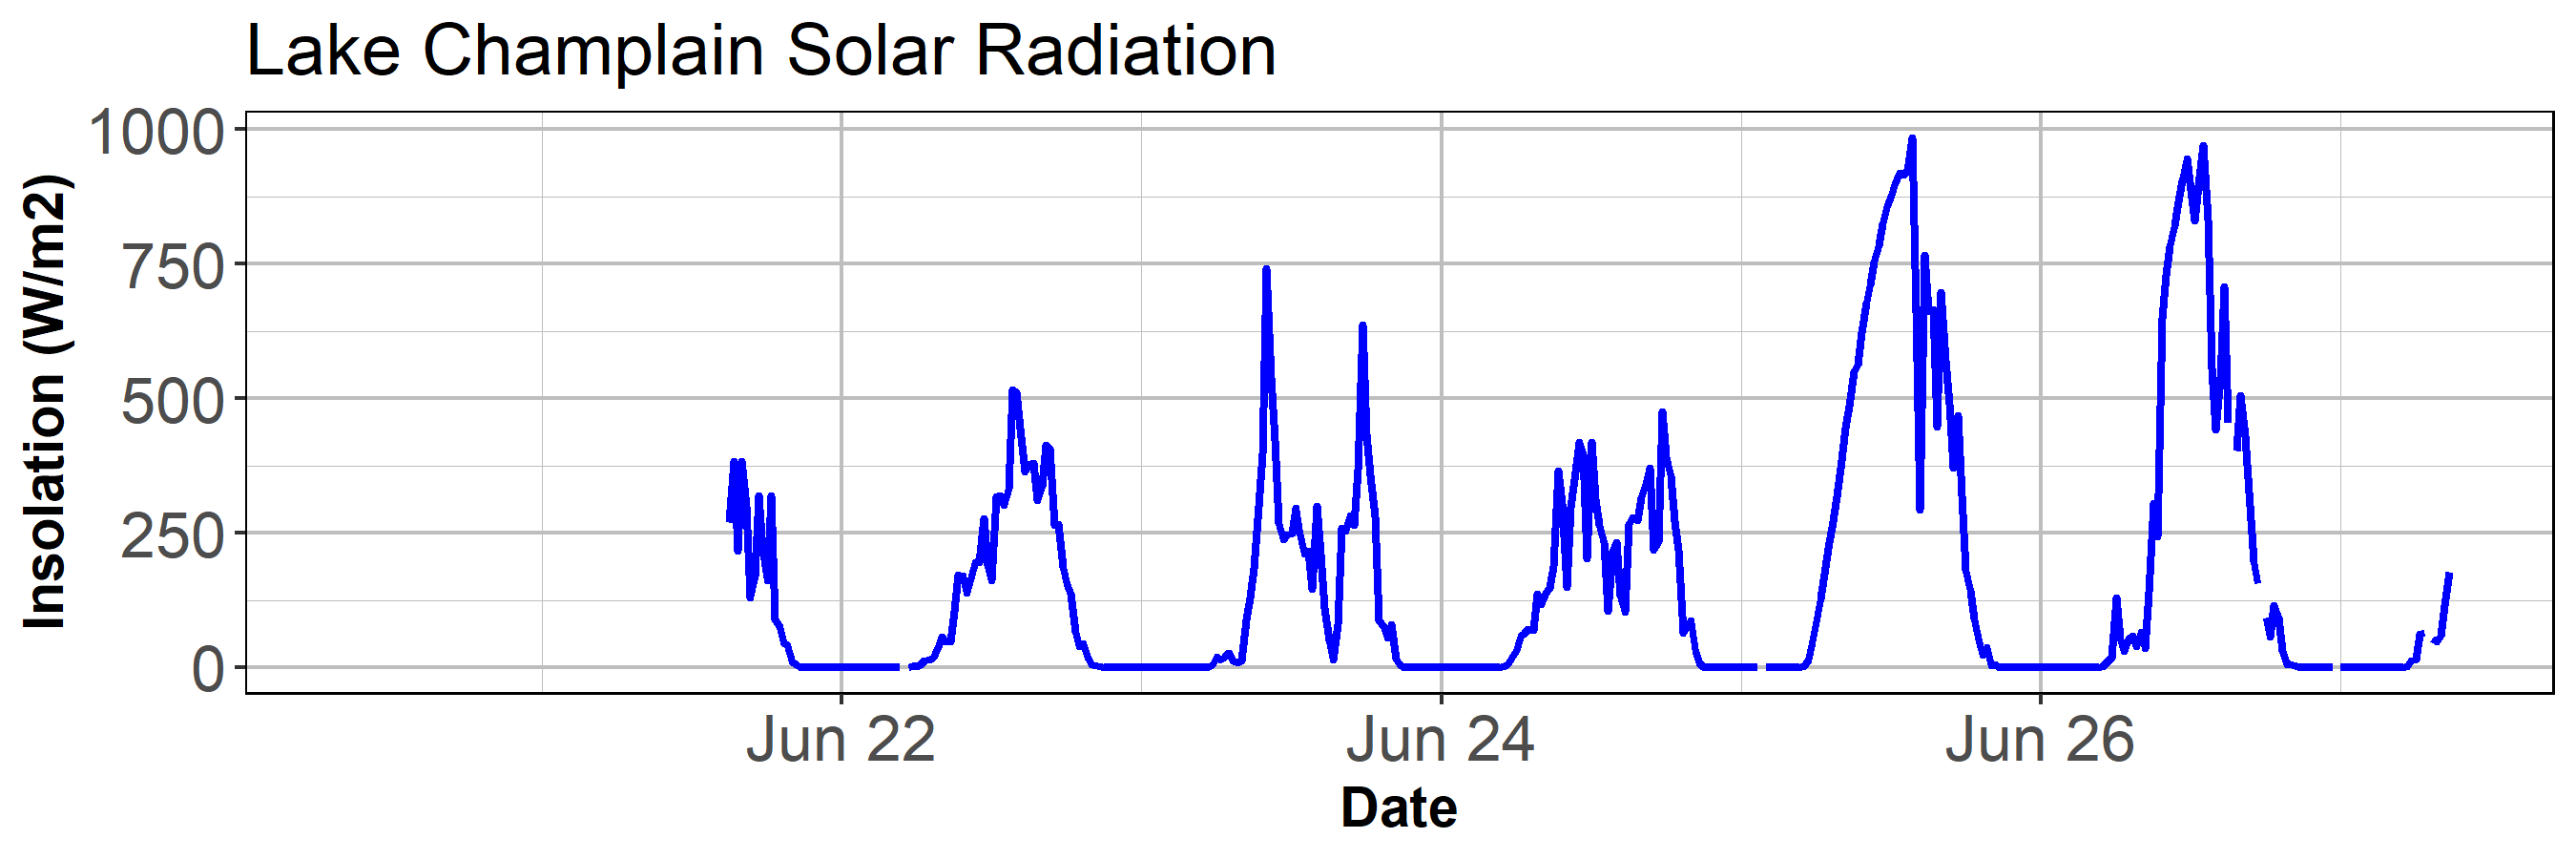 Lake Champlain Solar Radiation
1000
750
500
250
0
Insolation (W/m2)
Jun 22
Jun 24
Jun 26
Date